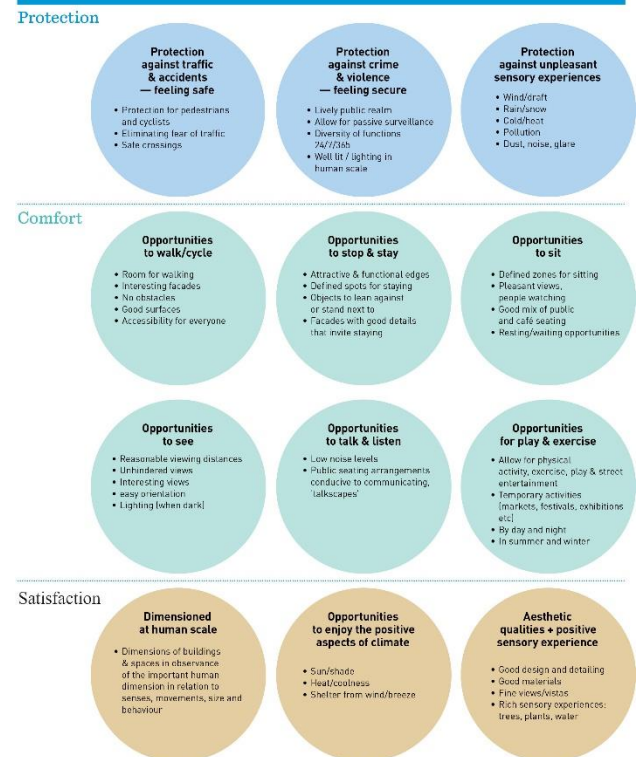 Protection
Protection
against traffic
& accidents
— feeling safe
• Protection for pedestrians
and cyclists
• Eliminating fear of traffic
• Safe crossings
Protection
against crime
& violence
— feeling secure
• Lively public realm
• Allow for passive surveillance
• Diversity of functions
24/7/365
• Well lit / lighting in
human scale
Protection
against unpleasant
sensory experiences
• Wind/draft
• Rain/snow
• Cold/heat
• Pollution
• Dust, noise, glare
Comfort
Opportunities
to walk/cycle
• Room for walking
• Interesting facades
• No obstacles
• Good surfaces
• Accessibility for everyone
Opportunities
to stop & stay
• Attractive & functional edges
• Defined spots for staying
• Objects to lean against
or stand next to
• Facades with good details
that invite staying
Opportunities
to sit
• Defined zones for sitting
• Pleasant views,
people watching
• Good mix of public
and café seating
• Resting/waiting opportunities
Opportunities
to see
• Reasonable viewing distances
• Unhindered views
• Interesting views
• easy orientation
• Lighting (when dark)
Opportunities
to talk & listen
• Low noise levels
• Public seating arrangements
conducive to communicating,
'talkscapes'
Opportunities
for play & exercise
• Allow for physical
activity, exercise, play & street
entertainment
• Temporary activities
(markets, festivals, exhibitions
etc)
• By day and night
• In summer and winter
Satisfaction
Dimensioned
at human scale
• Dimensions of buildings
& spaces in observance
of the important human
dimension in relation to
senses, movements, size and
behaviour
Opportunities
to enjoy the positive
aspects of climate
• Sun/shade
• Heat/coolness
• Shelter from wind/breeze
Aesthetic
qualities + positive
sensory experience
• Good design and detailing
• Good materials
• Fine views/vistas
• Rich sensory experiences:
trees, plants, water